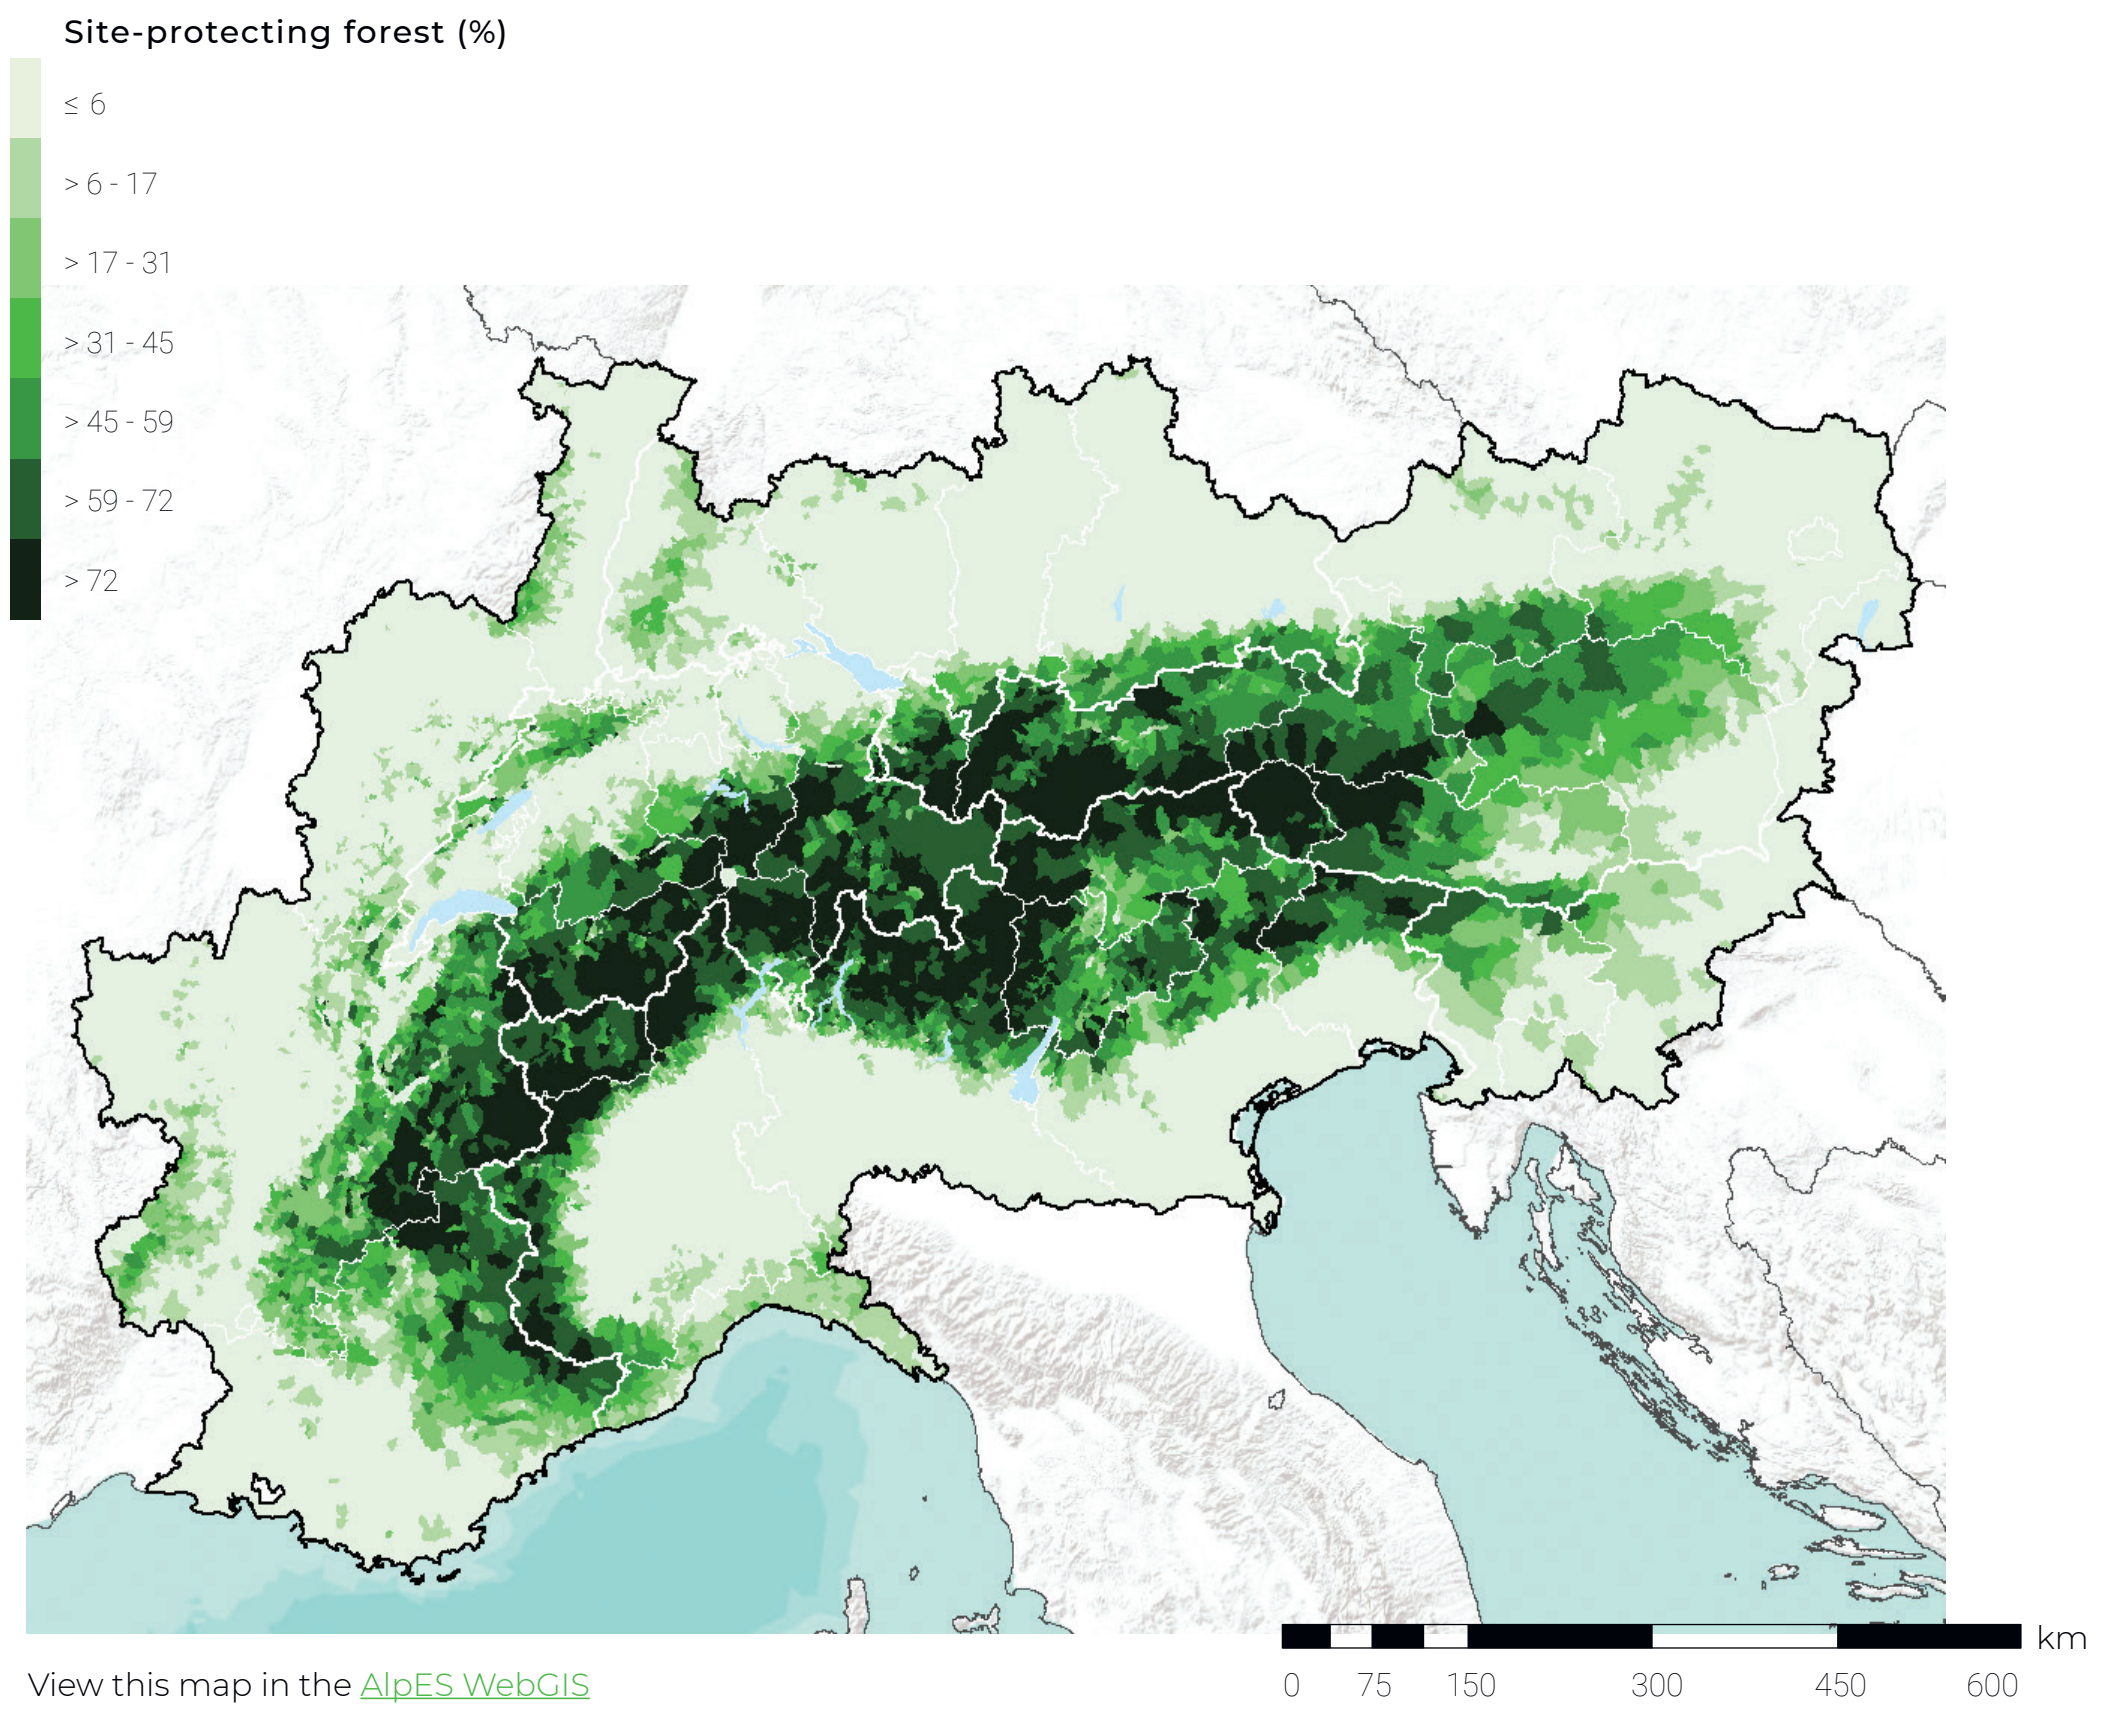 Site-protecting forest (%)
≤ 6
> 6 - 17
> 17 - 31
> 31 - 45
> 45 - 59
> 59 - 72
> 72
km
0 75 150 300 450 600
View this map in the AlpES WebGIS